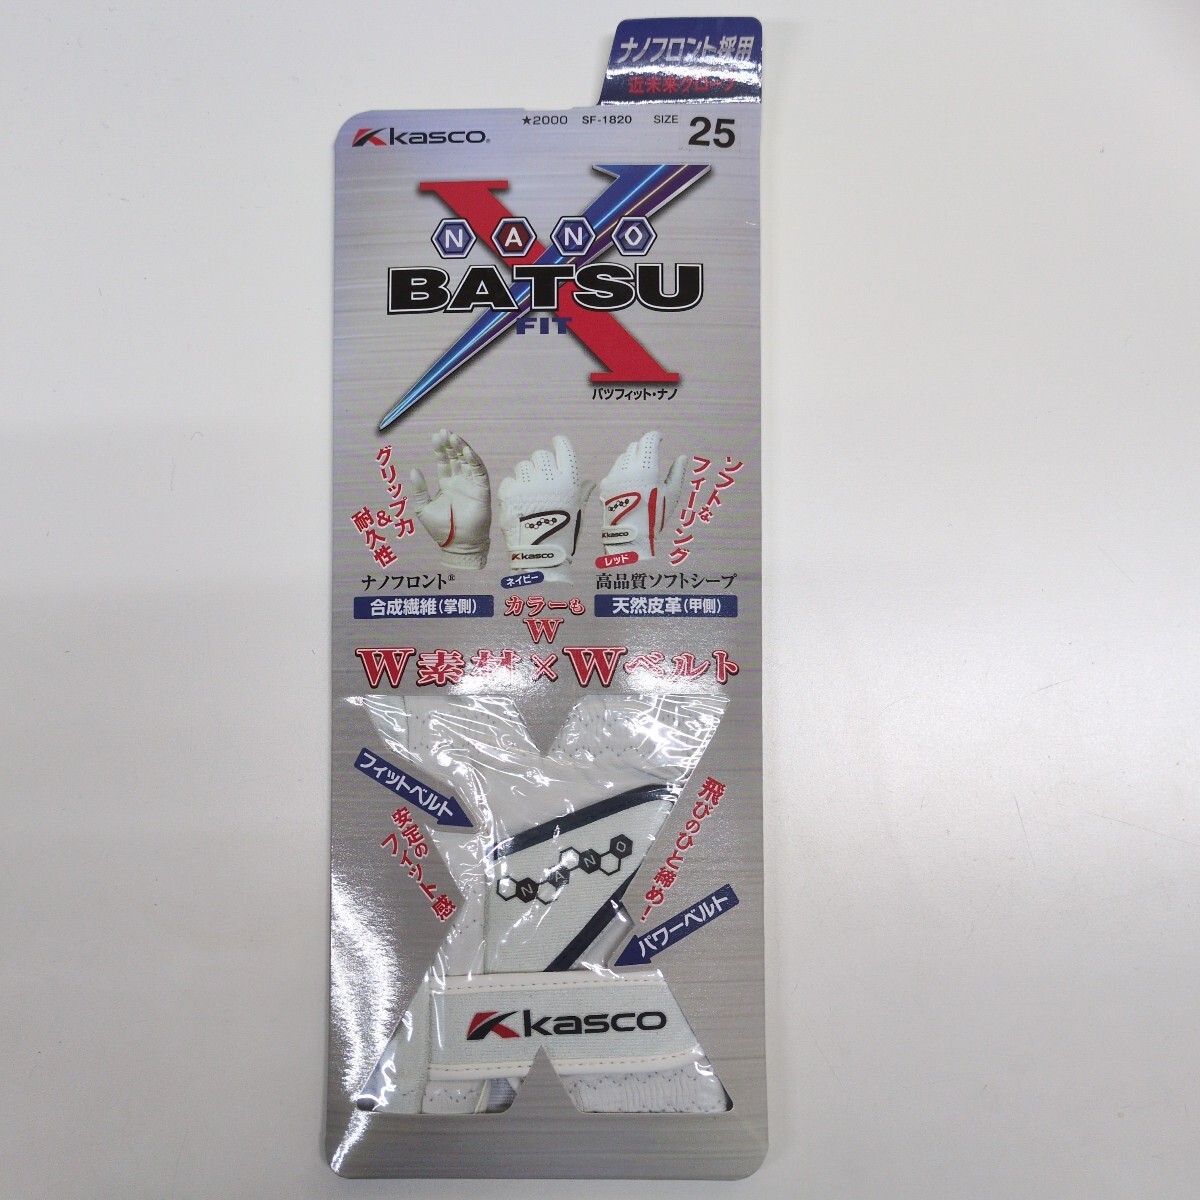 ナノフロント採用
近未来グローブ
Kasco
★2000 SF-1820 SIZE 25
NANO
BATSU
FIT
バツフィット・ナノ
グリップ力
&
耐久性
ソフトな
フィーリング
Kasco
Kasco
ネイビー
レッド
ナノフロント®
合成繊維(掌側)
高品質ソフトシープ
天然皮革(甲側)
カラーも
W
W素材×Wベルト
フィットベルト
安定の
フィット感
飛びのひと締め!
パワーベルト
NANO
Kasco